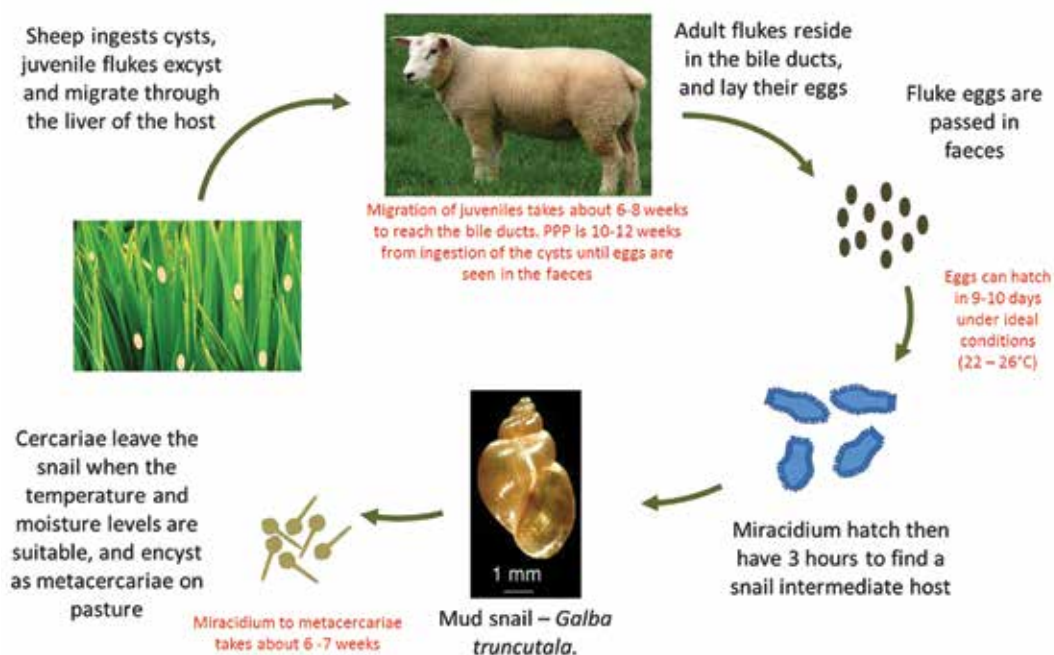 Sheep ingests cysts,
juvenile flukes excyst
and migrate through
the liver of the host
Migration of juveniles takes about 6-8 weeks
to reach the bile ducts. PPP is 10-12 weeks
from ingestion of the cysts until eggs are
seen in the faeces
Adult flukes reside
in the bile ducts,
and lay their eggs
Fluke eggs are
passed in
faeces
Eggs can hatch
in 9-10 days
under ideal
conditions
(22 – 26°C)
Miracidium hatch then
have 3 hours to find a
snail intermediate host
1 mm
Mud snail – Galba
truncutala.
Miracidium to metacercariae
takes about 6 -7 weeks
Cercariae leave the
snail when the
temperature and
moisture levels are
suitable, and encyst
as metacercariae on
pasture